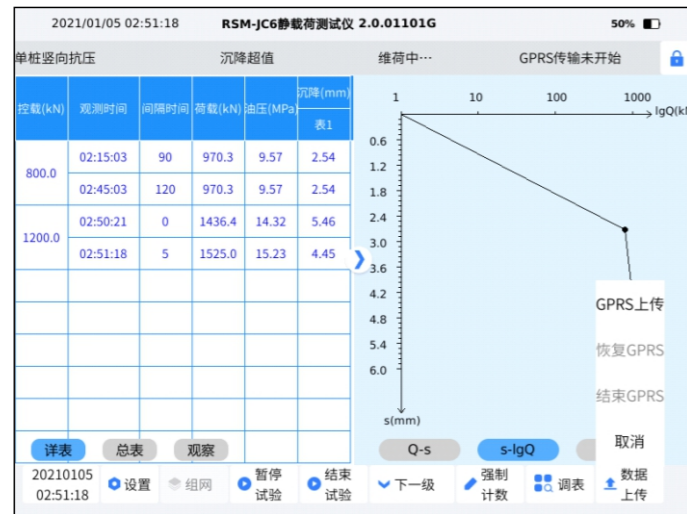 2021/01/05 02:51:18 RSM-JC6静载荷测试仪 2.0.01101G 50%
单桩竖向抗压 沉降超值 维荷中… GPRS传输未开始
控载(kN) 观测时间 间隔时间 荷载(kN) 油压(MPa) 沉降(mm)
表1
800.0 02:15:03 90 970.3 9.57 2.54
02:45:03 120 970.3 9.57 2.54
1200.0 02:50:21 0 1436.4 14.32 5.46
02:51:18 5 1525.0 15.23 4.45
1 10 100 1000
lgQ(k
0.6
1.2
1.8
2.4
3.0
3.6
4.2
4.8
5.4
6.0
s(mm)
GPRS上传
恢复GPRS
结束GPRS
取消
详表 总表 观察 Q-s s-lgQ
20210105
02:51:18
设置 组网 暂停
试验
结束
试验
下一级 强制
计数
调表 数据
上传